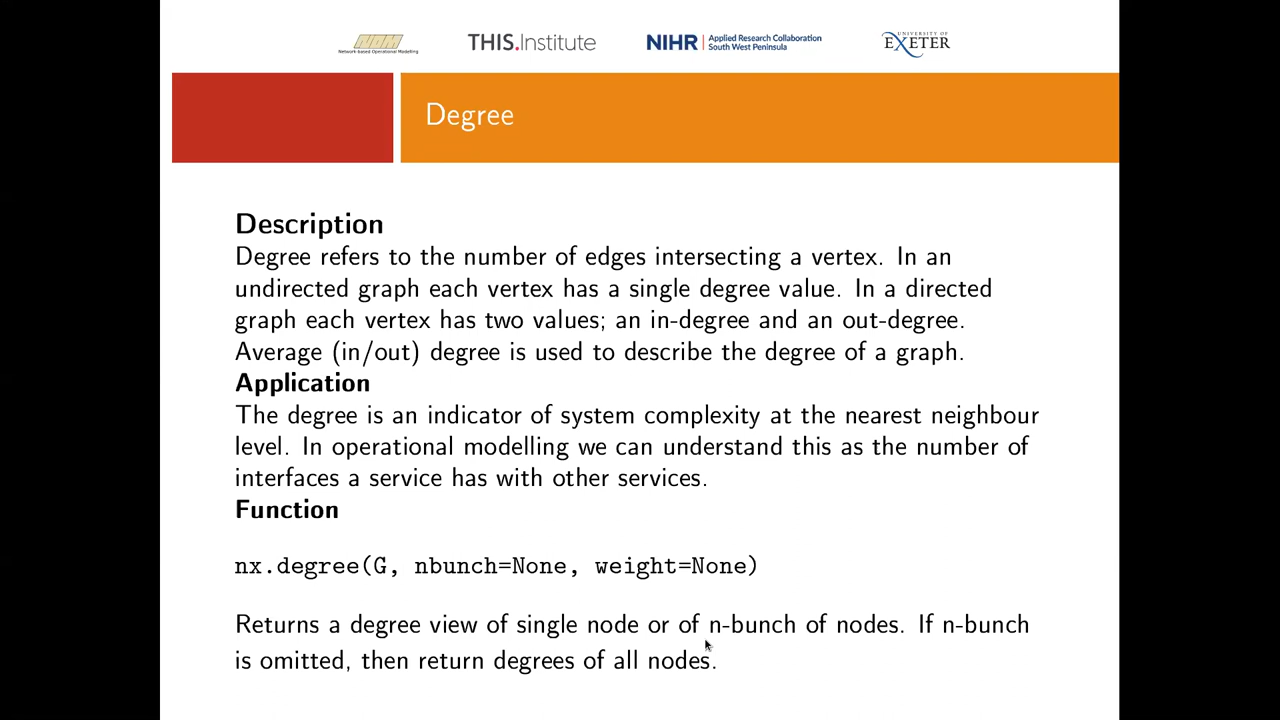 NOM
Network-based Operational Modelling
THIS.Institute
NIHR | Applied Research Collaboration
South West Peninsula
UNIVERSITY OF
EXETER
Degree
Description
Degree refers to the number of edges intersecting a vertex. In an
undirected graph each vertex has a single degree value. In a directed
graph each vertex has two values; an in-degree and an out-degree.
Average (in/out) degree is used to describe the degree of a graph.
Application
The degree is an indicator of system complexity at the nearest neighbour
level. In operational modelling we can understand this as the number of
interfaces a service has with other services.
Function
nx.degree(G, nbunch=None, weight=None)
Returns a degree view of single node or of n-bunch of nodes. If n-bunch
is omitted, then return degrees of all nodes.